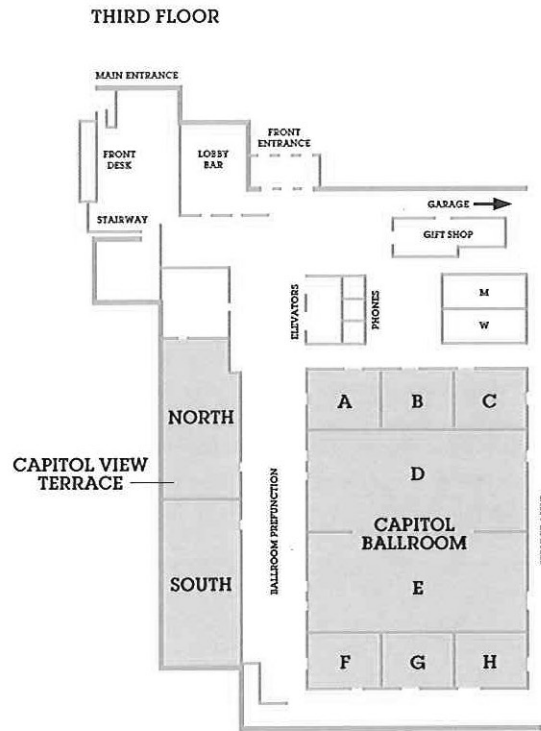 THIRD FLOOR
MAIN ENTRANCE
FRONT
ENTRANCE
FRONT
DESK
LOBBY
BAR
GARAGE
STAIRWAY
GIFT SHOP
ELEVATORS
PHONES
M
W
A
B
C
NORTH
CAPITOL VIEW
TERRACE
D
BALLROOM PREFUNCTION
CAPITOL
BALLROOM
SOUTH
E
F
G
H